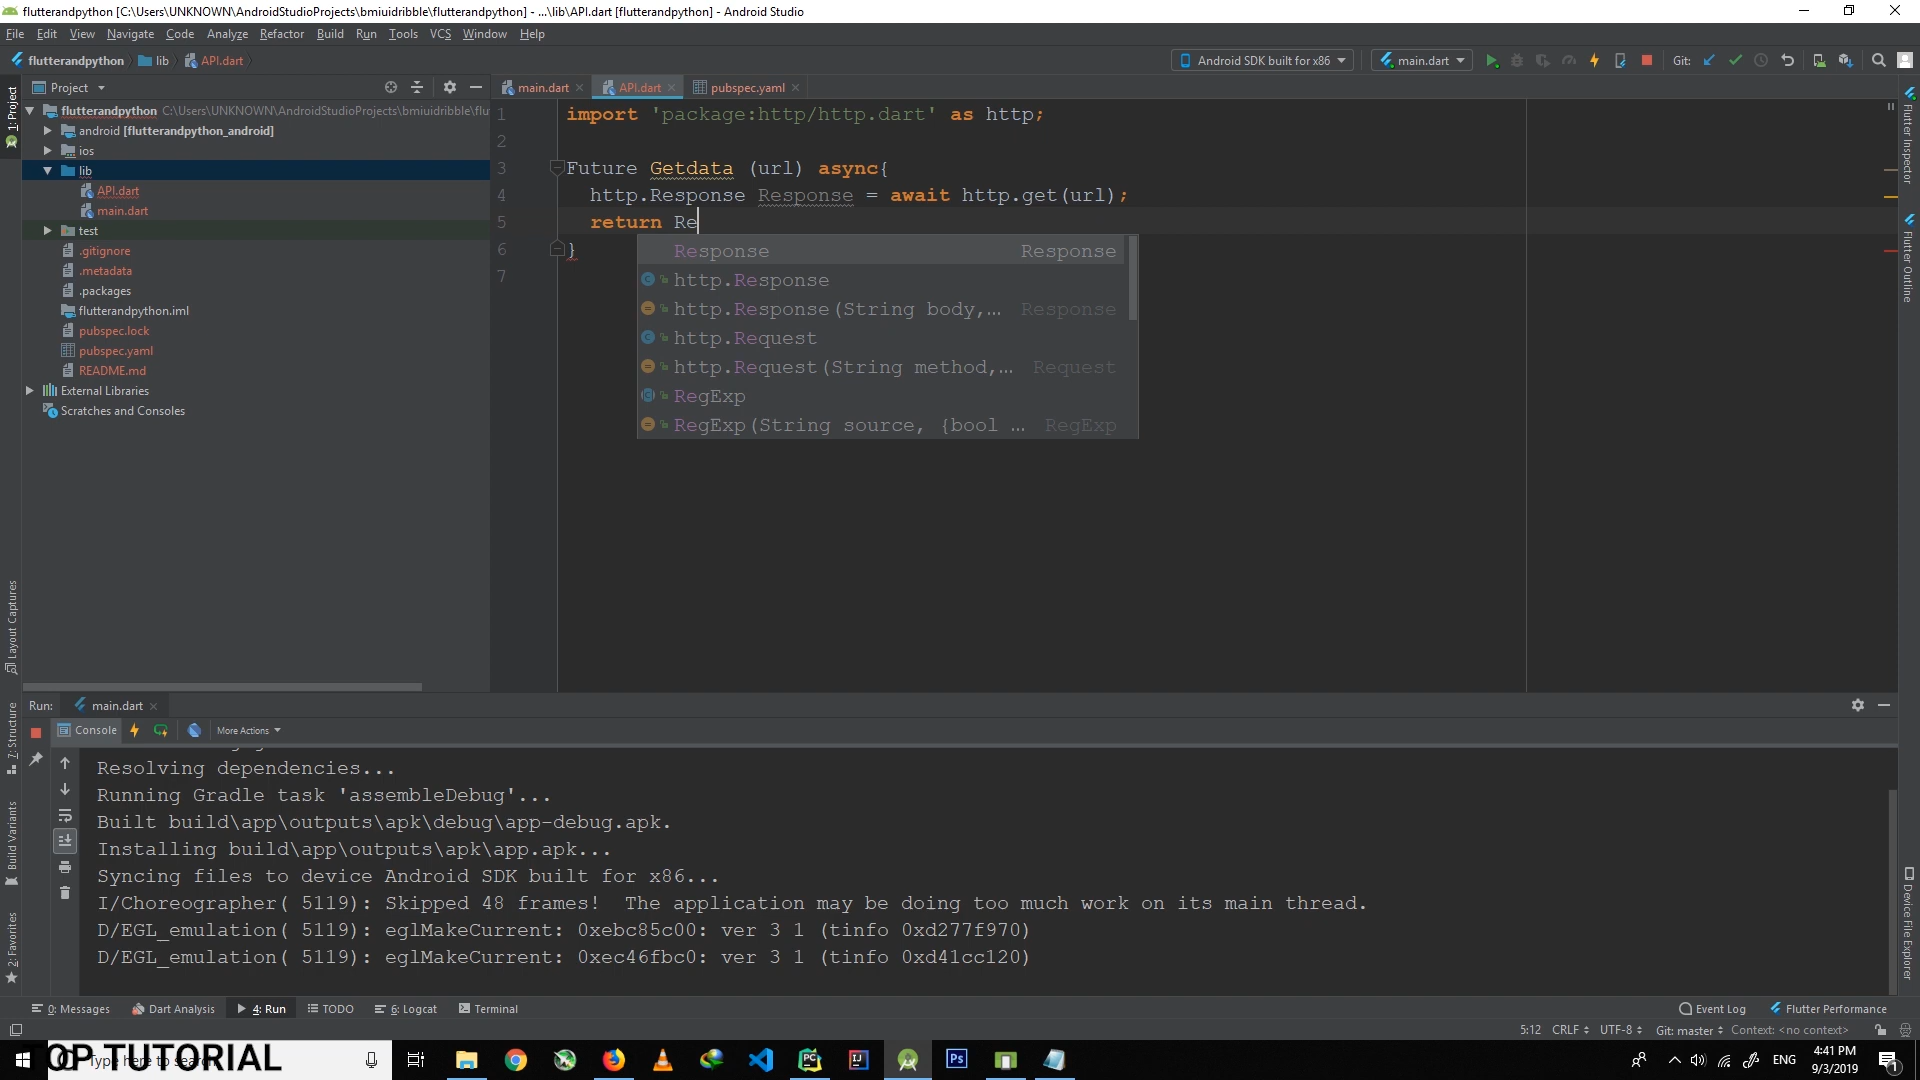 flutterandpython [C:\Users\UNKNOWN\AndroidStudioProjects\bmiuidribble\flutterandpython] - ...\lib\API.dart [flutterandpython] - Android Studio
File Edit View Navigate Code Analyze Refactor Build Run Tools VCS Window Help
flutterandpython lib API.dart
Android SDK built for x86 main.dart Git:
Project
main.dart API.dart pubspec.yaml
flutterandpython C:\Users\UNKNOWN\AndroidStudioProjects\bmiuidribble\flu
android [flutterandpython_android]
ios
lib
API.dart
main.dart
test
.gitignore
.metadata
.packages
flutterandpython.iml
pubspec.lock
pubspec.yaml
README.md
External Libraries
Scratches and Consoles
1 import 'package:http/http.dart' as http;
2
3 Future Getdata (url) async{
4 http.Response Response = await http.get(url);
5 return Re
6 }
7
Response Response
http.Response
http.Response(String body,... Response
http.Request
http.Request(String method,... Request
RegExp
RegExp(String source, {bool ... RegExp
1: Project
Layout Captures
7: Structure
Build Variants
2: Favorites
Flutter Inspector
Flutter Outline
Device File Explorer
Run: main.dart
Console More Actions
Resolving dependencies...
Running Gradle task 'assembleDebug'...
Built build\app\outputs\apk\debug\app-debug.apk.
Installing build\app\outputs\apk\app.apk...
Syncing files to device Android SDK built for x86...
I/Choreographer( 5119): Skipped 48 frames!  The application may be doing too much work on its main thread.
D/EGL_emulation( 5119): eglMakeCurrent: 0xebc85c00: ver 3 1 (tinfo 0xd277f970)
D/EGL_emulation( 5119): eglMakeCurrent: 0xec46fbc0: ver 3 1 (tinfo 0xd41cc120)
0: Messages Dart Analysis 4: Run TODO 6: Logcat Terminal Event Log Flutter Performance
5:12 CRLF UTF-8 Git: master Context: <no context>
TOP TUTORIAL
Type here to search
ENG
4:41 PM
9/3/2019
1